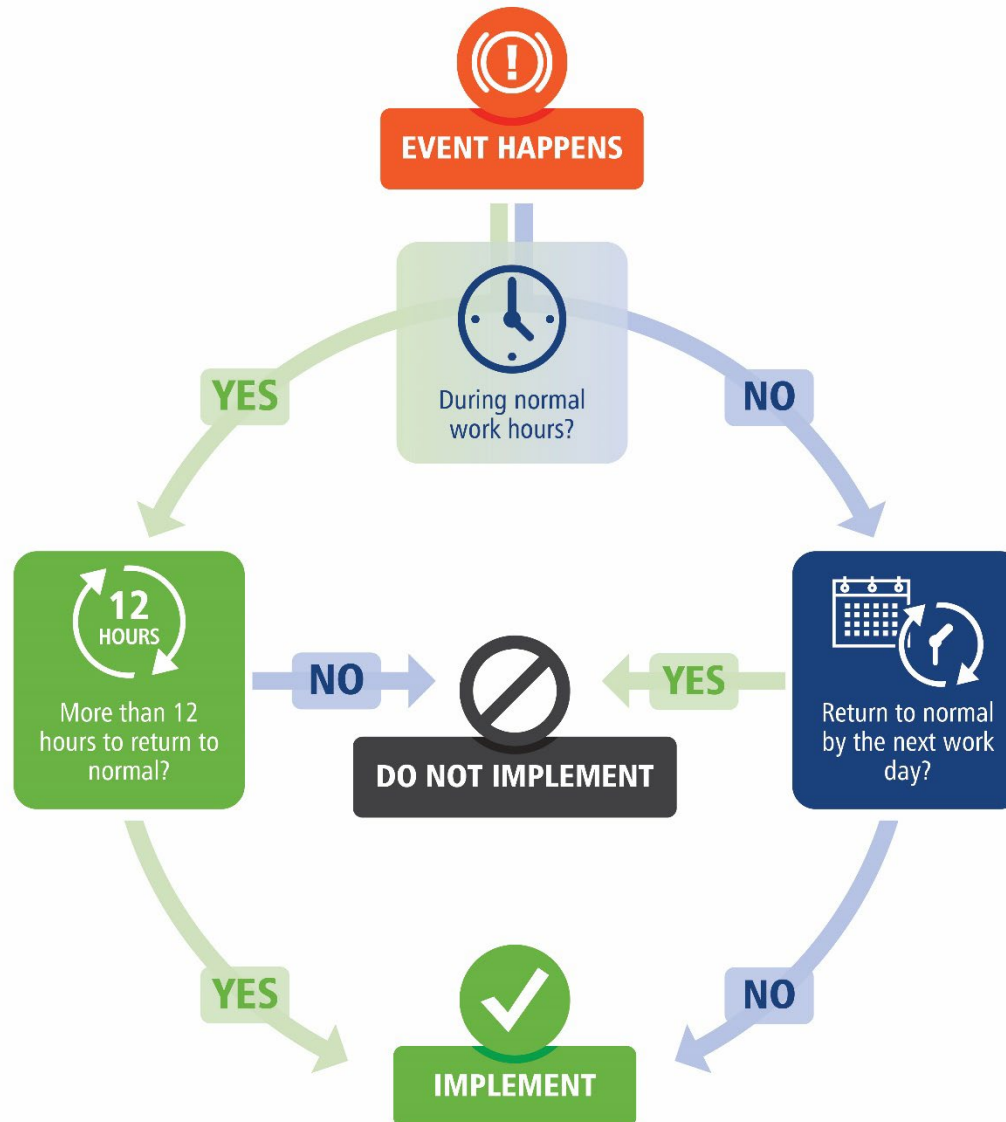 EVENT HAPPENS
During normal
work hours?
YES
NO
12
HOURS
More than 12
hours to return to
normal?
NO
YES
Return to normal
by the next work
day?
DO NOT IMPLEMENT
YES
NO
IMPLEMENT